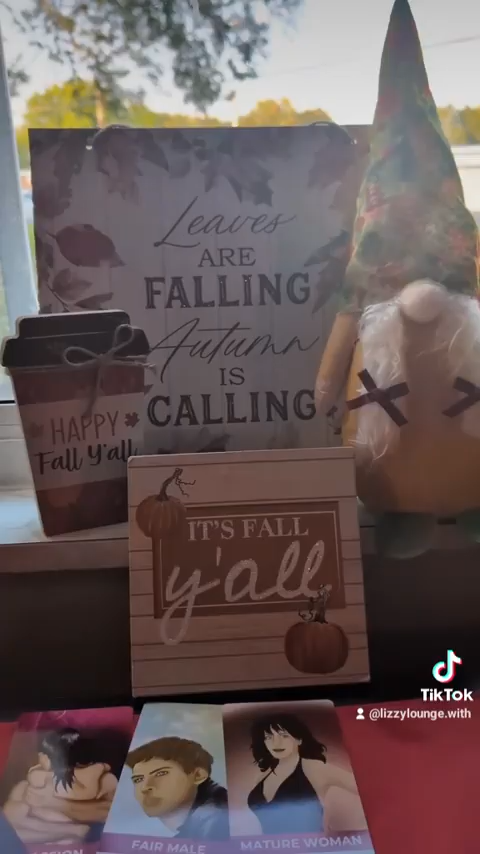 Leaves
ARE
FALLING
Autumn
IS
CALLING
HAPPY
Fall Y'all
IT'S FALL
y'all
TikTok
@lizzylounge.with
FAIR MALE
MATURE WOMAN